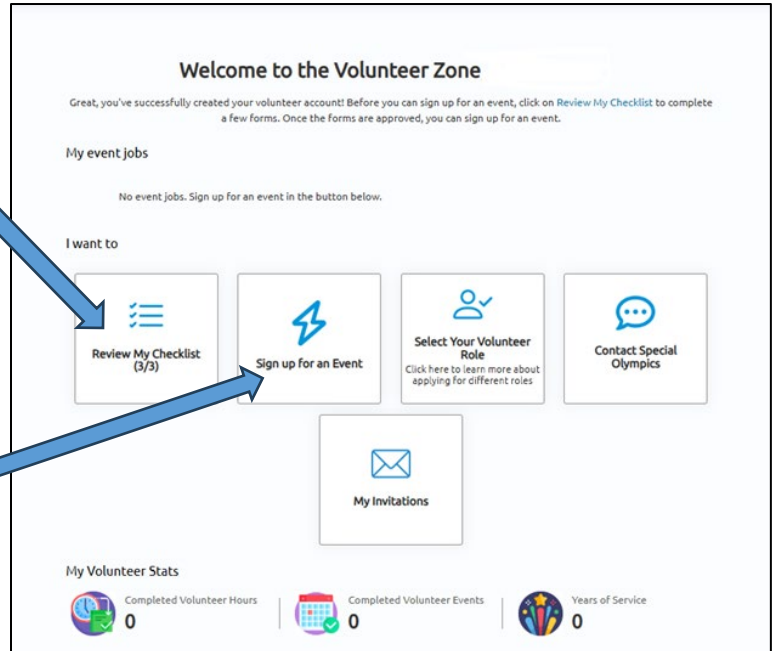 Welcome to the Volunteer Zone
Great, you've successfully created your volunteer account! Before you can sign up for an event, click on Review My Checklist to complete
a few forms. Once the forms are approved, you can sign up for an event.
My event jobs
No event jobs. Sign up for an event in the button below.
I want to
Review My Checklist
(3/3)
Sign up for an Event
Select Your Volunteer
Role
Click here to learn more about
applying for different roles
Contact Special
Olympics
My Invitations
My Volunteer Stats
Completed Volunteer Hours
0
Completed Volunteer Events
0
Years of Service
0